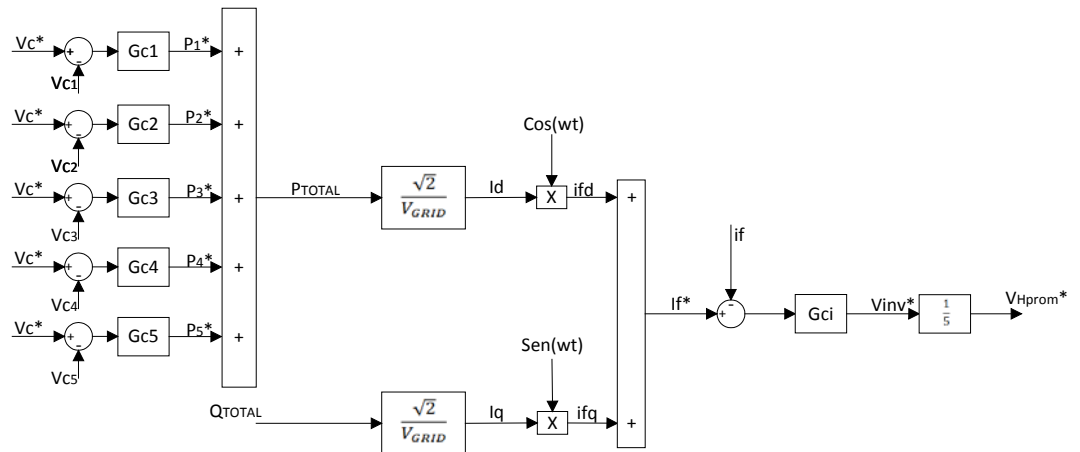 Vc* + - Gc1 P1* +
Vc1
Vc* + - Gc2 P2* +
Vc2
Cos(wt)
Vc* + - Gc3 P3* +
Vc3
PTOTAL √2/VGRID Id X ifd +
Vc* + - Gc4 P4* +
Vc4
if
If* + - Gci Vinv* 1/5 VHprom*
Vc* + - Gc5 P5* +
Vc5
Sen(wt)
QTOTAL √2/VGRID Iq X ifq +